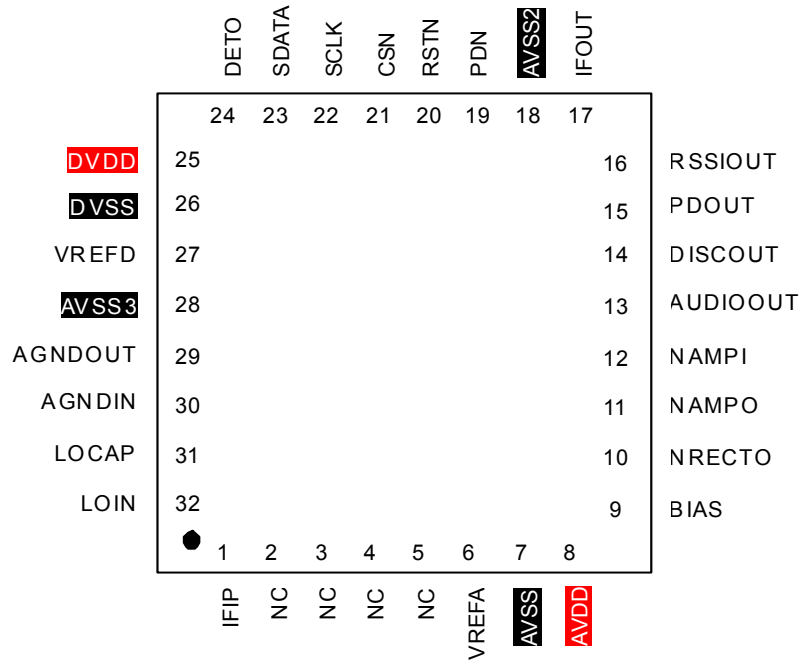 DETO SDATA SCLK CSN RSTN PDN AVSS2 IFOUT
24 23 22 21 20 19 18 17
DVDD 25 16 RSSIOUT
DVSS 26 15 PDOUT
VREFD 27 14 DISCOUT
AVSS3 28 13 AUDIOOUT
AGNDOUT 29 12 NAMPI
AGNDIN 30 11 NAMPO
LOCAP 31 10 NRECTO
LOIN 32 9 BIAS
1 2 3 4 5 6 7 8
IFIP NC NC NC NC VREFA AVSS AVDD